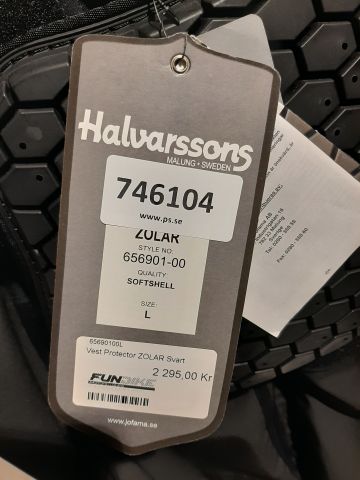 Halvarssons
MALUNG • SWEDEN
746104
www.ps.se
ZOLAR
STYLE NO:
656901-00
QUALITY:
SOFTSHELL
SIZE:
L
65690100L
Vest Protector ZOLAR Svart
2 295,00 Kr
FUNBIKE
www.jofama.se